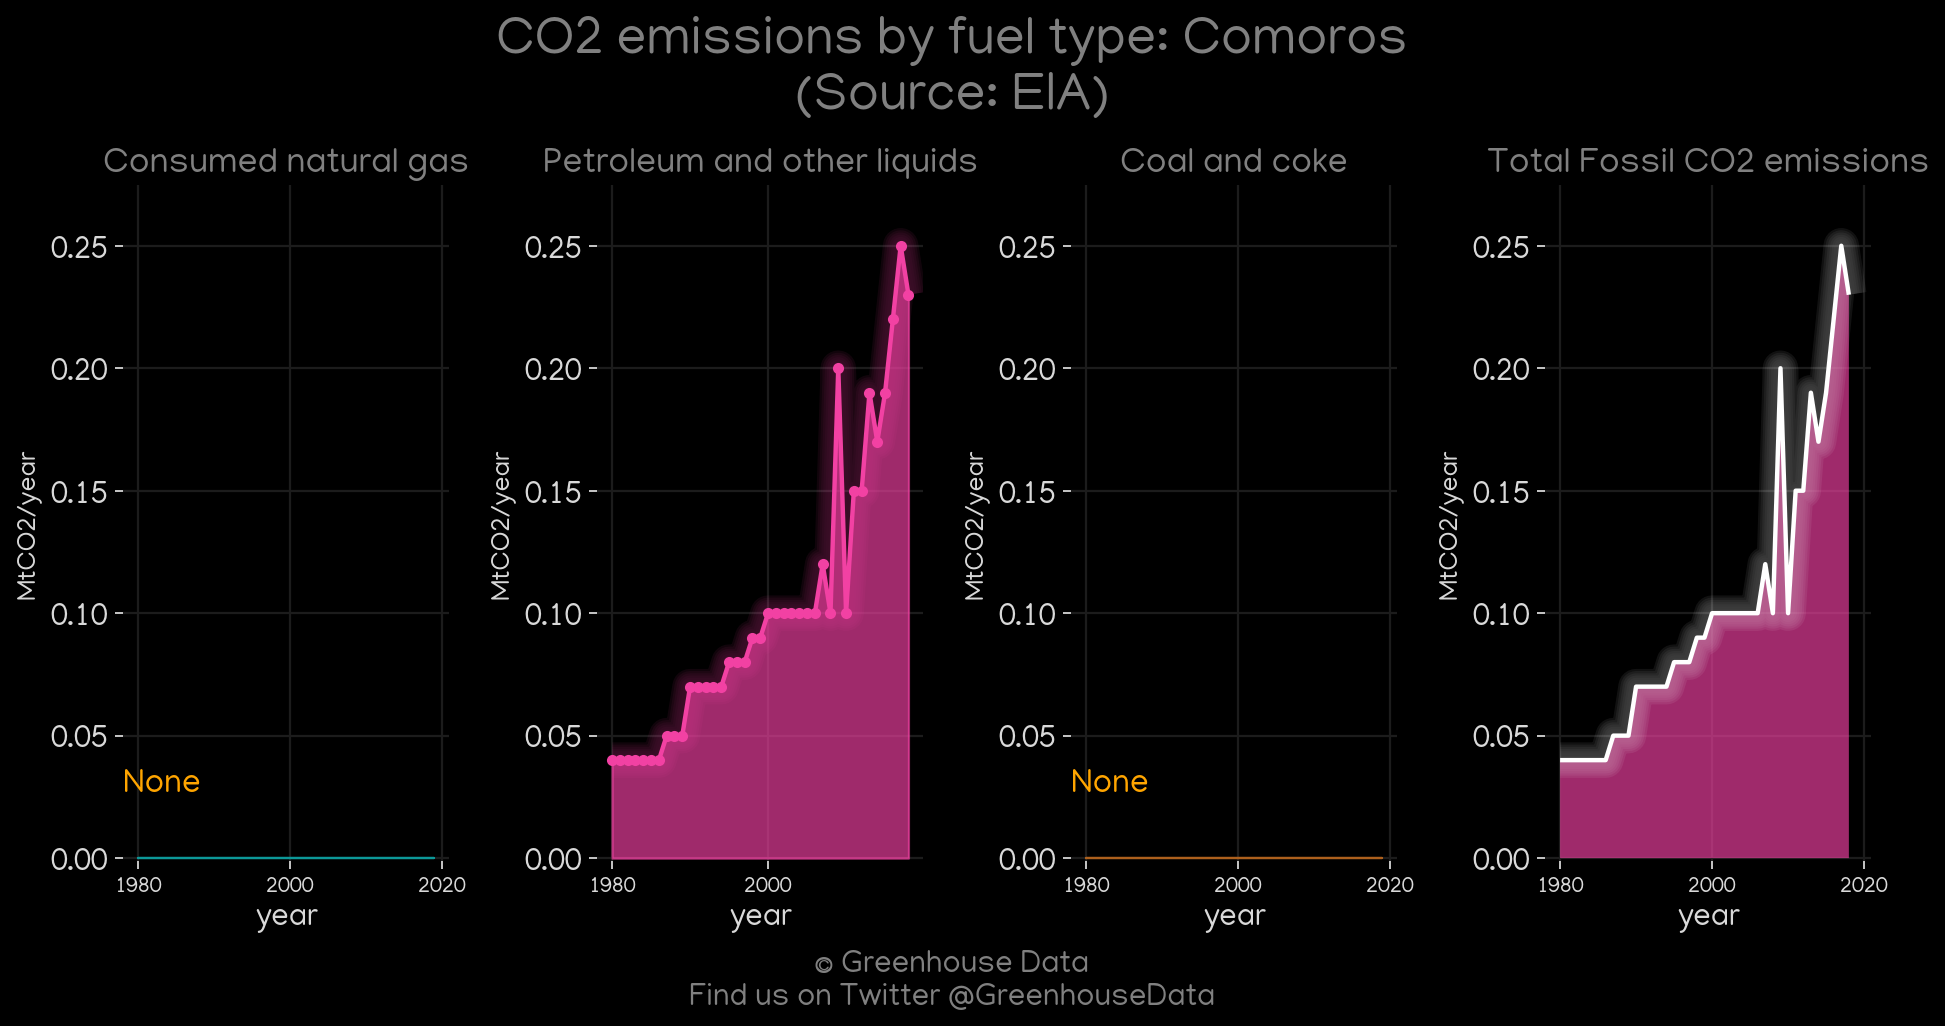 CO2 emissions by fuel type: Comoros
(Source: EIA)
Consumed natural gas
0.25
0.20
0.15
0.10
0.05
0.00
MtCO2/year
None
1980 2000 2020
year
Petroleum and other liquids
0.25
0.20
0.15
0.10
0.05
0.00
MtCO2/year
1980 2000
year
Coal and coke
0.25
0.20
0.15
0.10
0.05
0.00
MtCO2/year
None
1980 2000 2020
year
Total Fossil CO2 emissions
0.25
0.20
0.15
0.10
0.05
0.00
MtCO2/year
1980 2000 2020
year
© Greenhouse Data
Find us on Twitter @GreenhouseData